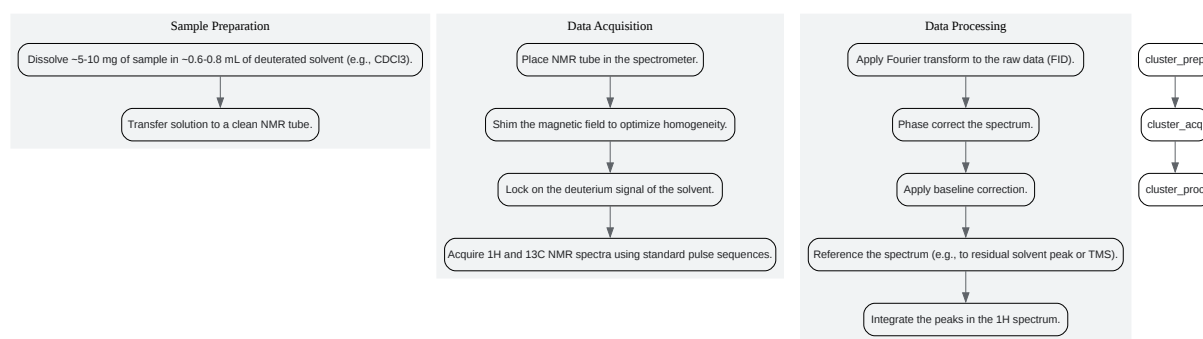 Sample Preparation
Dissolve ~5-10 mg of sample in ~0.6-0.8 mL of deuterated solvent (e.g., CDCl3).
Transfer solution to a clean NMR tube.
Data Acquisition
Place NMR tube in the spectrometer.
Shim the magnetic field to optimize homogeneity.
Lock on the deuterium signal of the solvent.
Acquire 1H and 13C NMR spectra using standard pulse sequences.
Data Processing
Apply Fourier transform to the raw data (FID).
Phase correct the spectrum.
Apply baseline correction.
Reference the spectrum (e.g., to residual solvent peak or TMS).
Integrate the peaks in the 1H spectrum.
cluster_prep
cluster_acq
cluster_proc